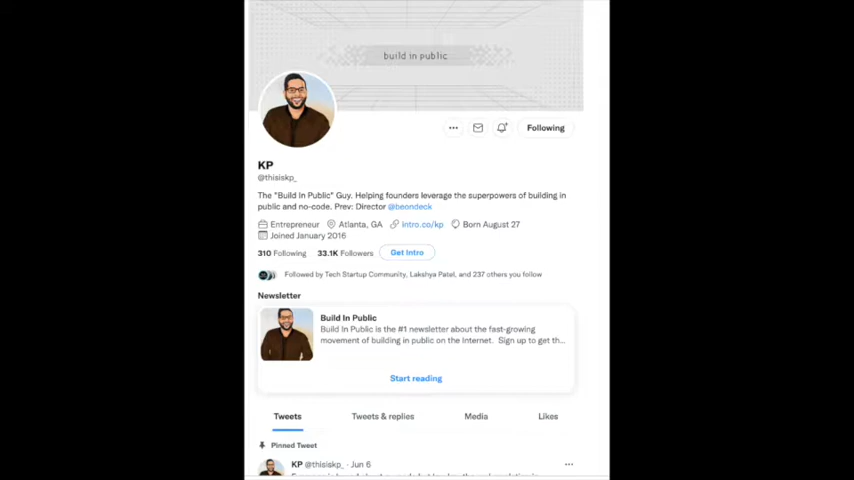 build in public
Following
KP
@thisiskp_
The "Build In Public" Guy. Helping founders leverage the superpowers of building in
public and no-code. Prev: Director @beondeck
Entrepreneur Atlanta, GA intro.co/kp Born August 27
Joined January 2016
310 Following 33.1K Followers Get Intro
Followed by Tech Startup Community, Lakshya Patel, and 237 others you follow
Newsletter
Build In Public
Build In Public is the #1 newsletter about the fast-growing
movement of building in public on the Internet. Sign up to get th...
Start reading
Tweets Tweets & replies Media Likes
Pinned Tweet
KP @thisiskp_ · Jun 6